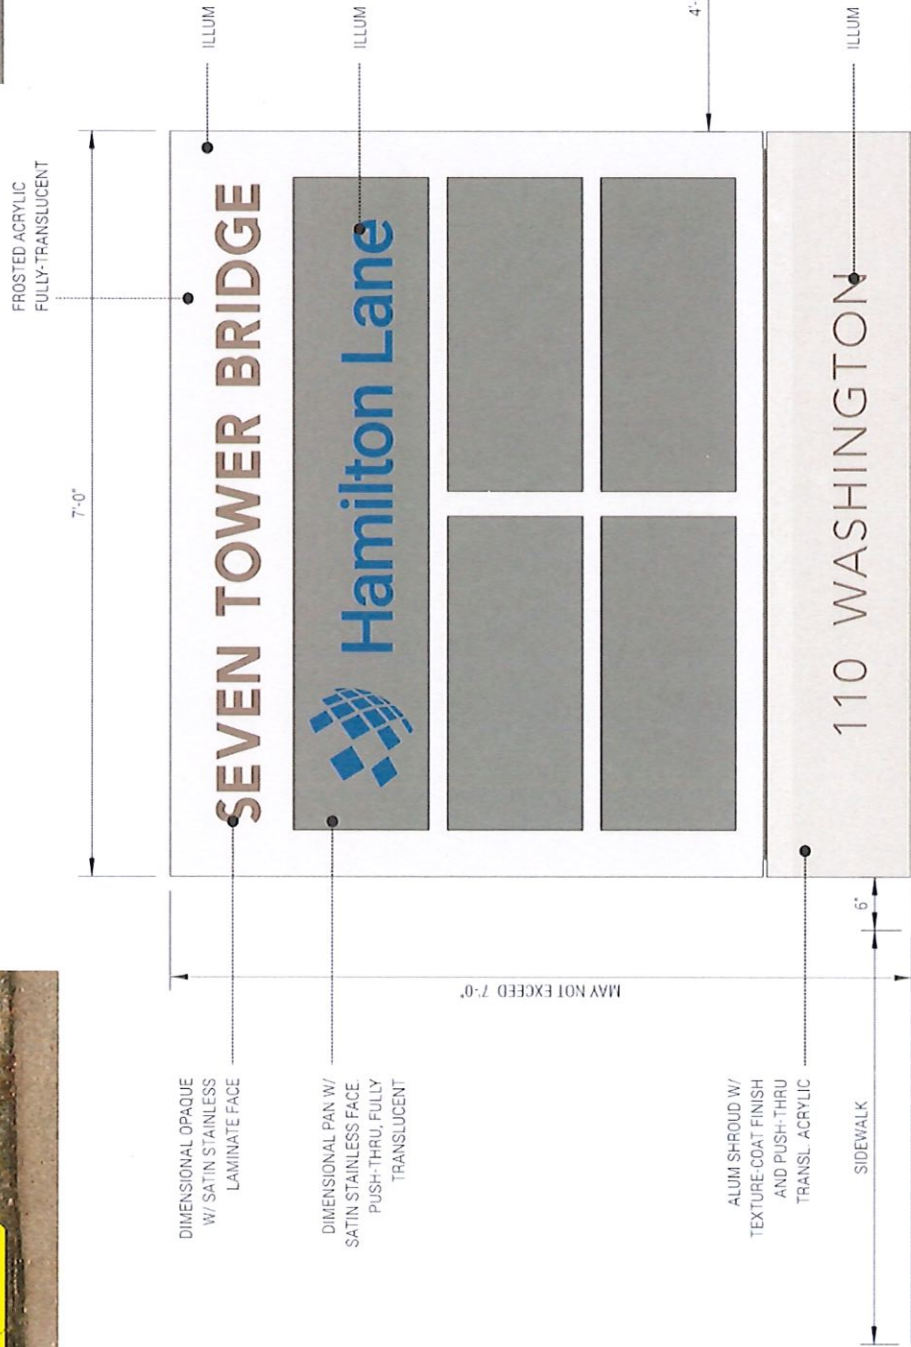 FROSTED ACRYLIC
FULLY-TRANSLUCENT
7'-0"
ILLUM
SEVEN TOWER BRIDGE
ILLUM
Hamilton Lane
DIMENSIONAL OPAQUE
W/ SATIN STAINLESS
LAMINATE FACE
DIMENSIONAL PAN W/
SATIN STAINLESS FACE.
PUSH-THRU, FULLY
TRANSLUCENT
MAY NOT EXCEED 7'-0"
4'-
ALUM SHROUD W/
TEXTURE-COAT FINISH
AND PUSH-THRU
TRANSL. ACRYLIC
110 WASHINGTON
ILLUM
6"
SIDEWALK